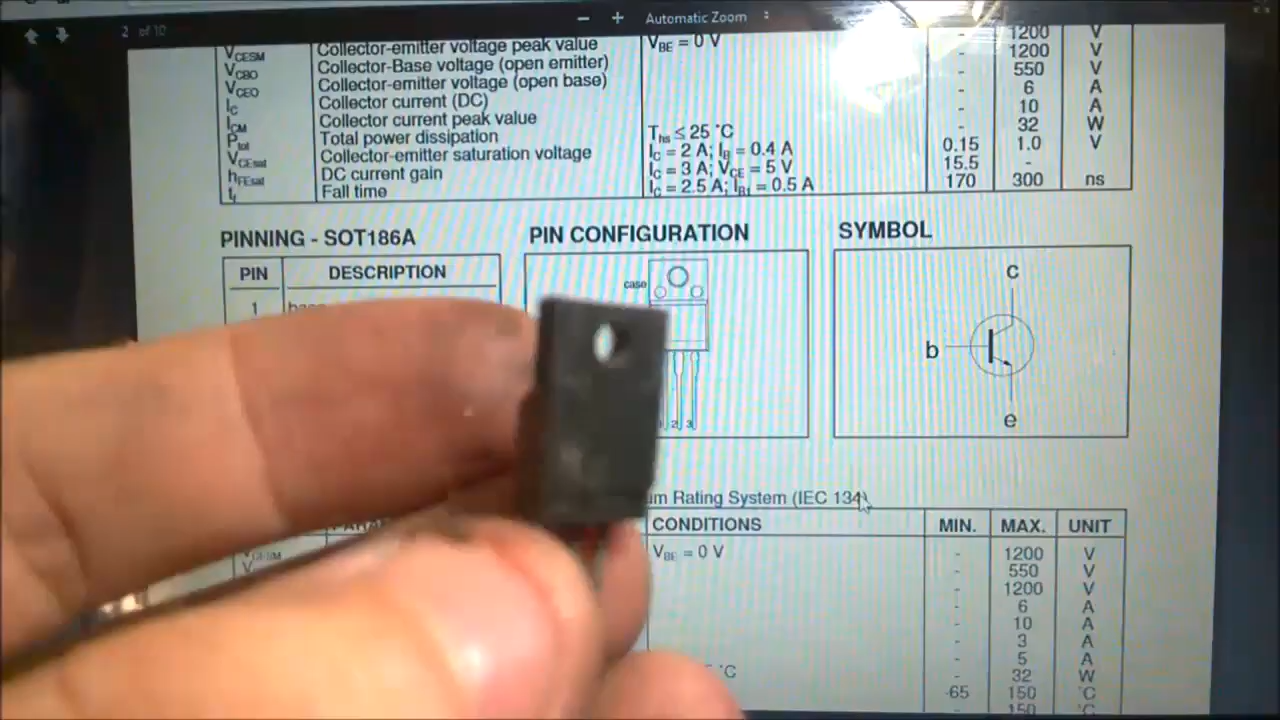 2 of 10 − + Automatic Zoom
1200 V
VCESM Collector-emitter voltage peak value VBE = 0 V - 1200 V
VCBO Collector-Base voltage (open emitter) - 550 V
VCEO Collector-emitter voltage (open base) - 6 A
IC Collector current (DC) - 10 A
ICM Collector current peak value - 32 W
Ptot Total power dissipation Ths ≤ 25 ˚C 0.15 1.0 V
VCEsat Collector-emitter saturation voltage IC = 2 A; IB = 0.4 A 15.5 -
hFEsat DC current gain IC = 3 A; VCE = 5 V 170 300 ns
tf Fall time IC = 2.5 A; IB1 = 0.5 A
PINNING - SOT186A PIN CONFIGURATION SYMBOL
PIN DESCRIPTION
case
1
2 3
c
b
e
Rating System (IEC 134)
CONDITIONS MIN. MAX. UNIT
VCESM VBE = 0 V - 1200 V
- 550 V
- 1200 V
- 6 A
- 10 A
- 3 A
- 5 A
˚C - 32 W
-65 150 ˚C
- 150 ˚C